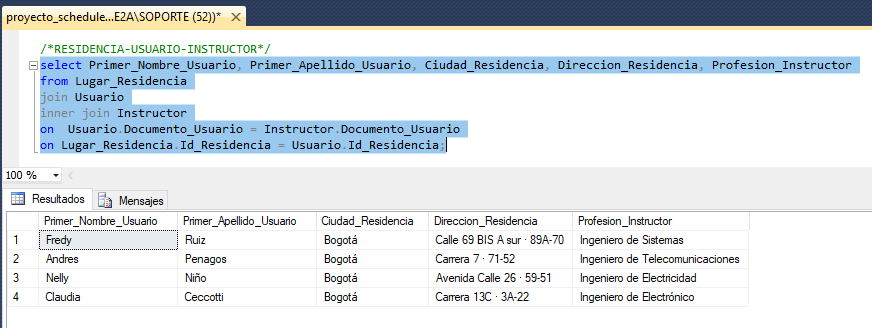 proyecto_schedule...E2A\SOPORTE (52))* ×
/*RESIDENCIA-USUARIO-INSTRUCTOR*/
select Primer_Nombre_Usuario, Primer_Apellido_Usuario, Ciudad_Residencia, Direccion_Residencia, Profesion_Instructor
from Lugar_Residencia
join Usuario
inner join Instructor
on  Usuario.Documento_Usuario = Instructor.Documento_Usuario
on Lugar_Residencia.Id_Residencia = Usuario.Id_Residencia;
100 %
Resultados Mensajes
Primer_Nombre_Usuario Primer_Apellido_Usuario Ciudad_Residencia Direccion_Residencia Profesion_Instructor
1 Fredy Ruiz Bogotá Calle 69 BIS A sur · 89A-70 Ingeniero de Sistemas
2 Andres Penagos Bogotá Carrera 7 · 71-52 Ingeniero de Telecomunicaciones
3 Nelly Niño Bogotá Avenida Calle 26 · 59-51 Ingeniero de Electricidad
4 Claudia Ceccotti Bogotá Carrera 13C · 3A-22 Ingeniero de Electrónico